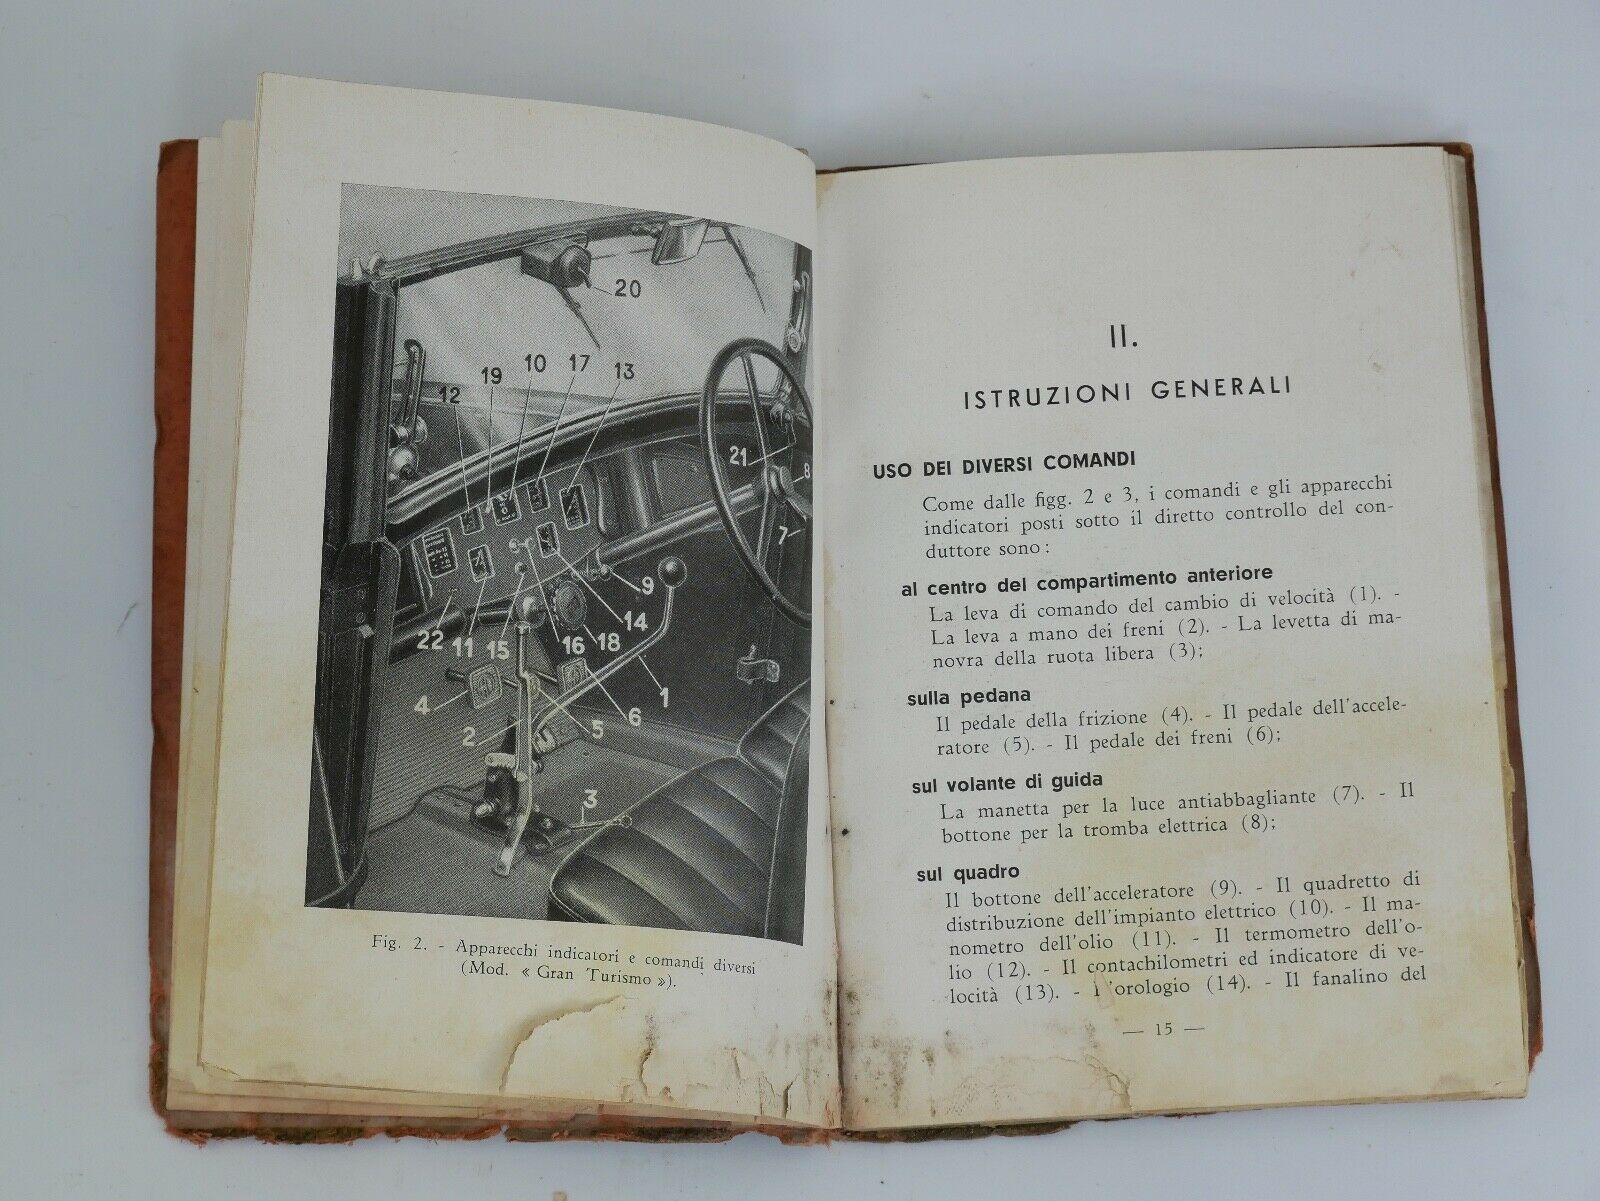 20
10
17
19
13
12
21
8
7
9
14
22
11
15
16
18
4
1
6
5
2
3
Fig. 2. - Apparecchi indicatori e comandi diversi
(Mod. « Gran Turismo »).
II.
ISTRUZIONI GENERALI
USO DEI DIVERSI COMANDI
Come dalle figg. 2 e 3, i comandi e gli apparecchi
indicatori posti sotto il diretto controllo del con-
duttore sono:
al centro del compartimento anteriore
La leva di comando del cambio di velocità (1). -
La leva a mano dei freni (2). - La levetta di ma-
novra della ruota libera (3);
sulla pedana
Il pedale della frizione (4). - Il pedale dell'accele-
ratore (5). - Il pedale dei freni (6);
sul volante di guida
La manetta per la luce antiabbagliante (7). - Il
bottone per la tromba elettrica (8);
sul quadro
Il bottone dell'acceleratore (9). - Il quadretto di
distribuzione dell'impianto elettrico (10). - Il ma-
nometro dell'olio (11). - Il termometro dell'o-
lio (12). - Il contachilometri ed indicatore di ve-
locità (13). - L'orologio (14). - Il fanalino del
— 15 —